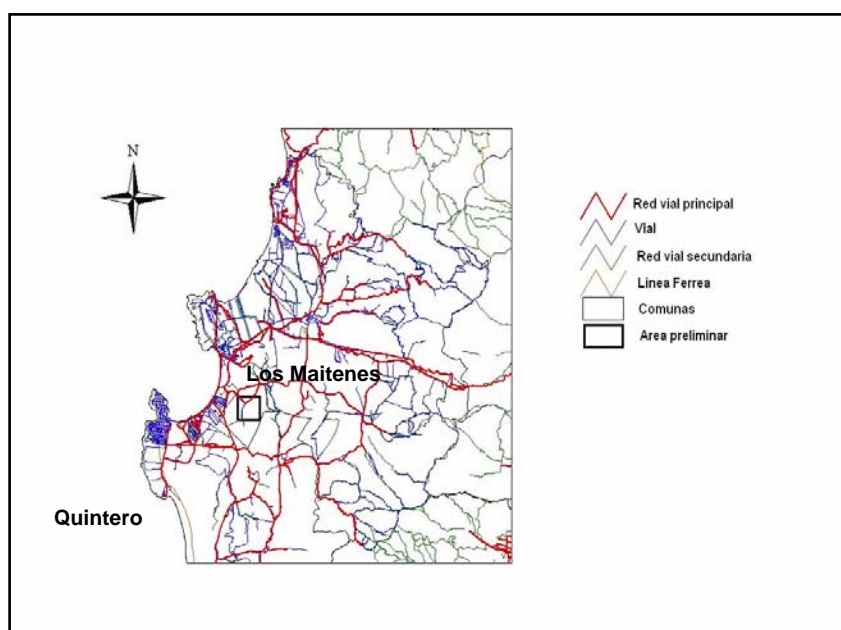 N
Red vial principal
Vial
Red vial secundaria
Linea Ferrea
Comunas
Area preliminar
Los Maitenes
Quintero